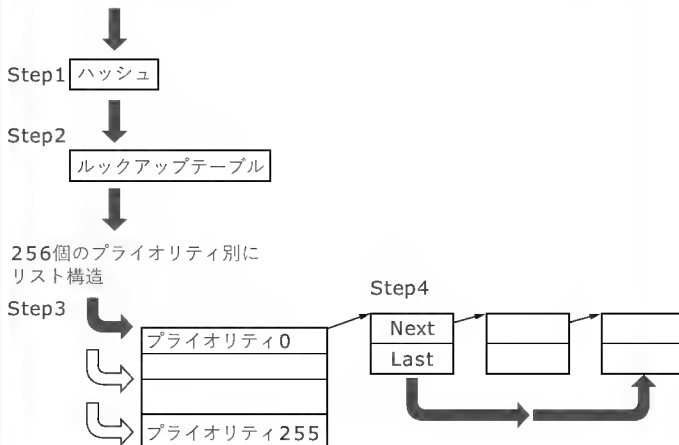 Step1 ハッシュ
Step2
ルックアップテーブル
256個のプライオリティ別に
リスト構造
Step3
Step4
プライオリティ0
Next
Last
プライオリティ255